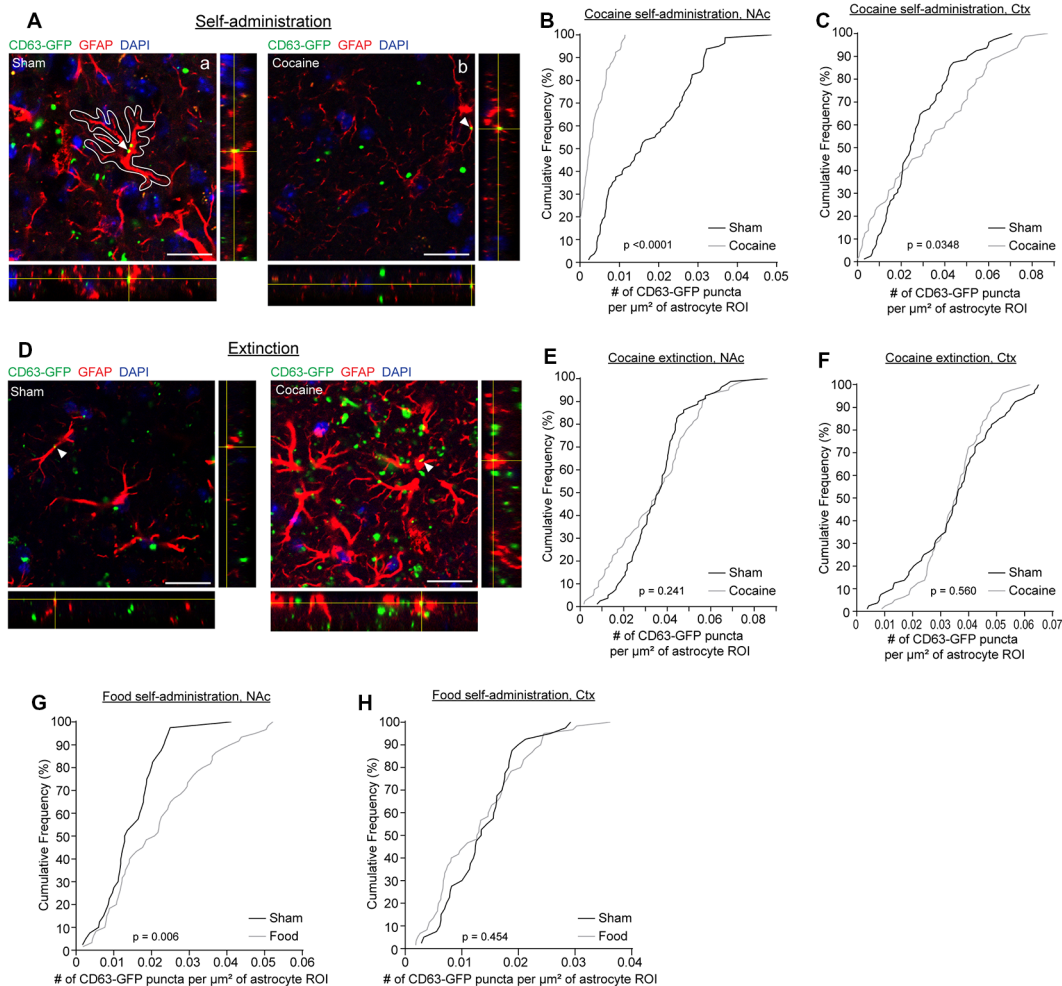 A
Self-administration
CD63-GFP GFAP DAPI
Sham
a
CD63-GFP GFAP DAPI
Cocaine
b
B
Cocaine self-administration, NAc
Cumulative Frequency (%)
100
90
80
70
60
50
40
30
20
10
0
0
0.01
0.02
0.03
0.04
0.05
Sham
Cocaine
p <0.0001
# of CD63-GFP puncta
per µm² of astrocyte ROI
C
Cocaine self-administration, Ctx
Cumulative Frequency (%)
100
90
80
70
60
50
40
30
20
10
0
0
0.02
0.04
0.06
0.08
Sham
Cocaine
p = 0.0348
# of CD63-GFP puncta
per µm² of astrocyte ROI
D
Extinction
CD63-GFP GFAP DAPI
Sham
CD63-GFP GFAP DAPI
Cocaine
E
Cocaine extinction, NAc
Cumulative Frequency (%)
100
90
80
70
60
50
40
30
20
10
0
0
0.02
0.04
0.06
0.08
Sham
Cocaine
p = 0.241
# of CD63-GFP puncta
per µm² of astrocyte ROI
F
Cocaine extinction, Ctx
Cumulative Frequency (%)
100
90
80
70
60
50
40
30
20
10
0
0
0.01
0.02
0.03
0.04
0.05
0.06
0.07
Sham
Cocaine
p = 0.560
# of CD63-GFP puncta
per µm² of astrocyte ROI
G
Food self-administration, NAc
Cumulative Frequency (%)
100
90
80
70
60
50
40
30
20
10
0
0
0.01
0.02
0.03
0.04
0.05
0.06
Sham
Food
p = 0.006
# of CD63-GFP puncta per µm² of astrocyte ROI
H
Food self-administration, Ctx
Cumulative Frequency (%)
100
90
80
70
60
50
40
30
20
10
0
0
0.01
0.02
0.03
0.04
Sham
Food
p = 0.454
# of CD63-GFP puncta per µm² of astrocyte ROI